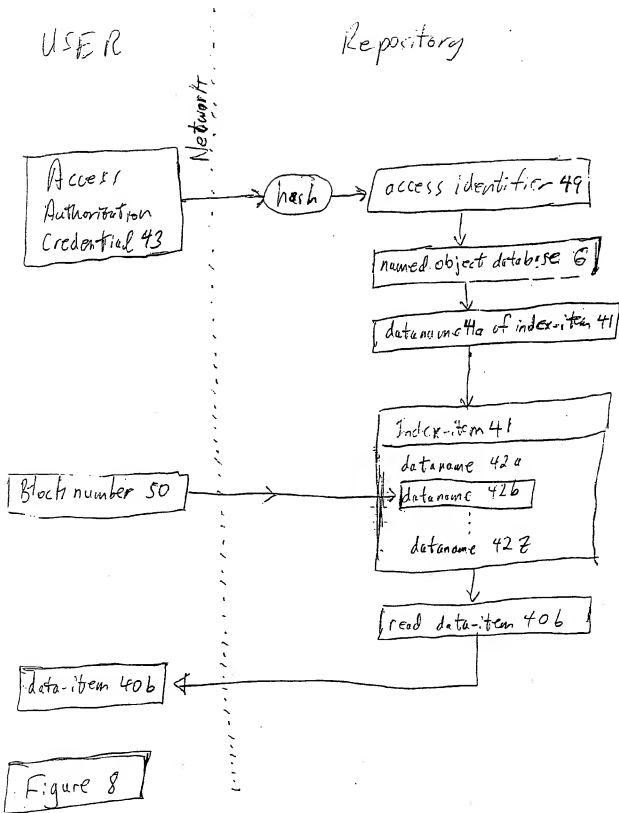 USER
Repository
Network
Access
Authorization
Credential 43
hash
access identifier 49
named object database 6
dataname 41a of index-item 41
Index-item 41
dataname 42a
Block number 50
dataname 42b
dataname 42Z
read data-item 40b
data-item 40b
Figure 8